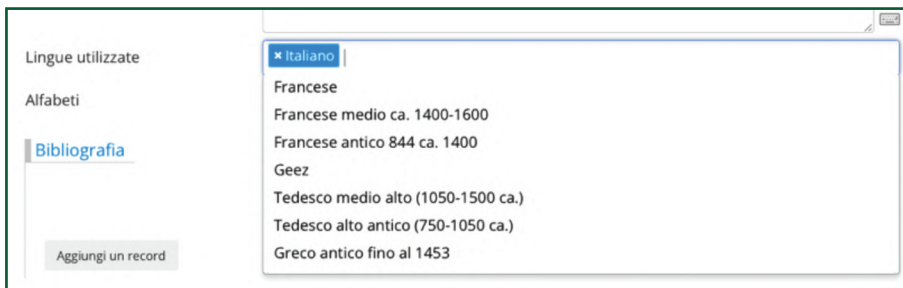 Lingue utilizzate
× Italiano
Francese
Alfabeti
Francese medio ca. 1400-1600
Francese antico 844 ca. 1400
Bibliografia
Geez
Tedesco medio alto (1050-1500 ca.)
Tedesco alto antico (750-1050 ca.)
Aggiungi un record
Greco antico fino al 1453